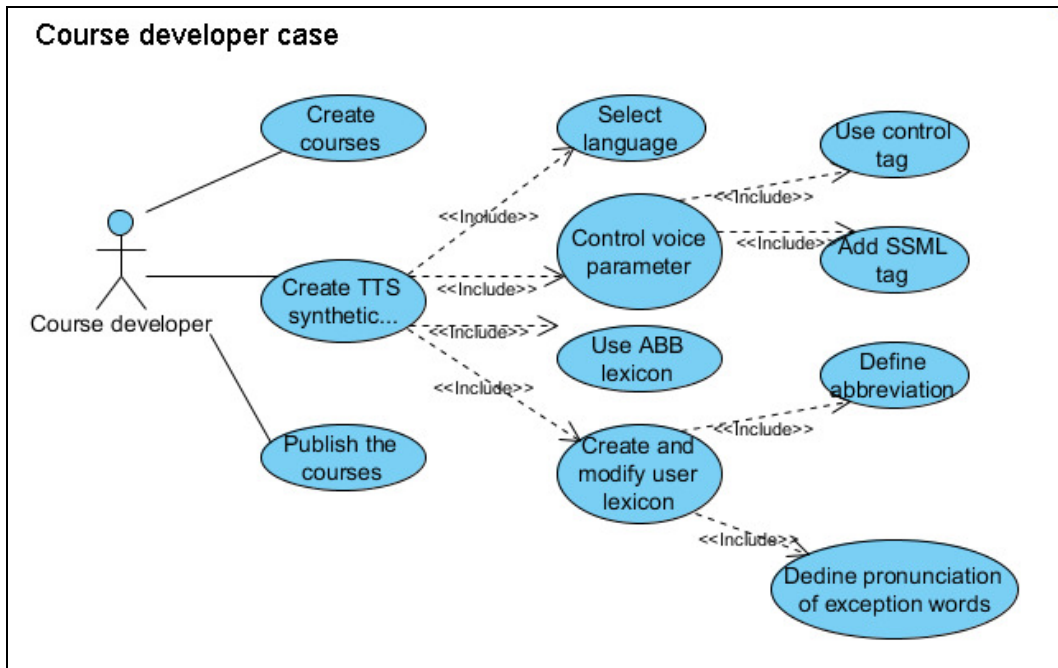 Course developer case
Create
courses
Select
language
Use control
tag
<<Include>>
<<Include>>
Control voice
parameter
<<Include>>
Add SSML
tag
Course developer
Create TTS
synthetic...
<<Include>>
<<Include>>
Use ABB
lexicon
Define
abbreviation
<<Include>>
<<Include>>
Publish the
courses
Create and
modify user
lexicon
<<Include>>
Dedine pronunciation
of exception words